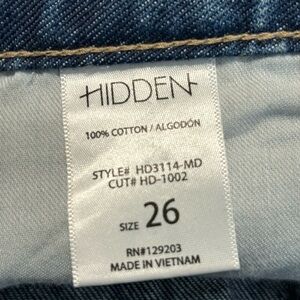 HIDDEN
100% COTTON / ALGODÓN
STYLE# HD3114-MD
CUT# HD-1002
SIZE 26
RN#129203
MADE IN VIETNAM